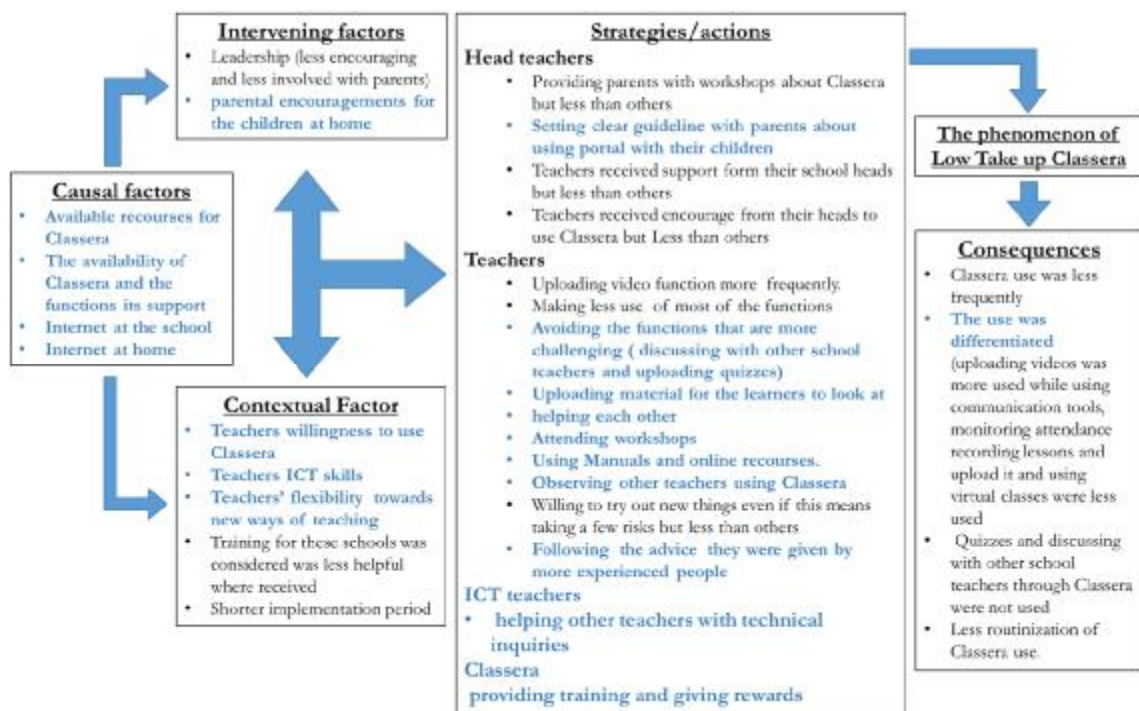 Intervening factors
• Leadership (less encouraging
and less involved with parents)
• parental encouragements for
the children at home
Causal factors
• Available recourses for
Classera
• The availability of
Classera and the
functions its support
• Internet at the school
• Internet at home
Contextual Factor
• Teachers willingness to use
Classera
• Teachers ICT skills
• Teachers' flexibility towards
new ways of teaching
• Training for these schools was
considered was less helpful
where received
• Shorter implementation period
Strategies/actions
Head teachers
• Providing parents with workshops about Classera
but less than others
• Setting clear guideline with parents about
using portal with their children
• Teachers received support form their school heads
but less than others
• Teachers received encourage from their heads to
use Classera but Less than others
Teachers
• Uploading video function more frequently.
• Making less use of most of the functions
• Avoiding the functions that are more
challenging ( discussing with other school
teachers and uploading quizzes)
• Uploading material for the learners to look at
• helping each other
• Attending workshops
• Using Manuals and online recourses.
• Observing other teachers using Classera
• Willing to try out new things even if this means
taking a few risks but less than others
• Following the advice they were given by
more experienced people
ICT teachers
• helping other teachers with technical
inquiries
Classera
providing training and giving rewards
The phenomenon of
Low Take up Classera
Consequences
• Classera use was less
frequently
• The use was
differentiated
(uploading videos was
more used while using
communication tools,
monitoring attendance
recording lessons and
upload it and using
virtual classes were less
used
• Quizzes and discussing
with other school
teachers through Classera
were not used
• Less routinization of
Classera use.